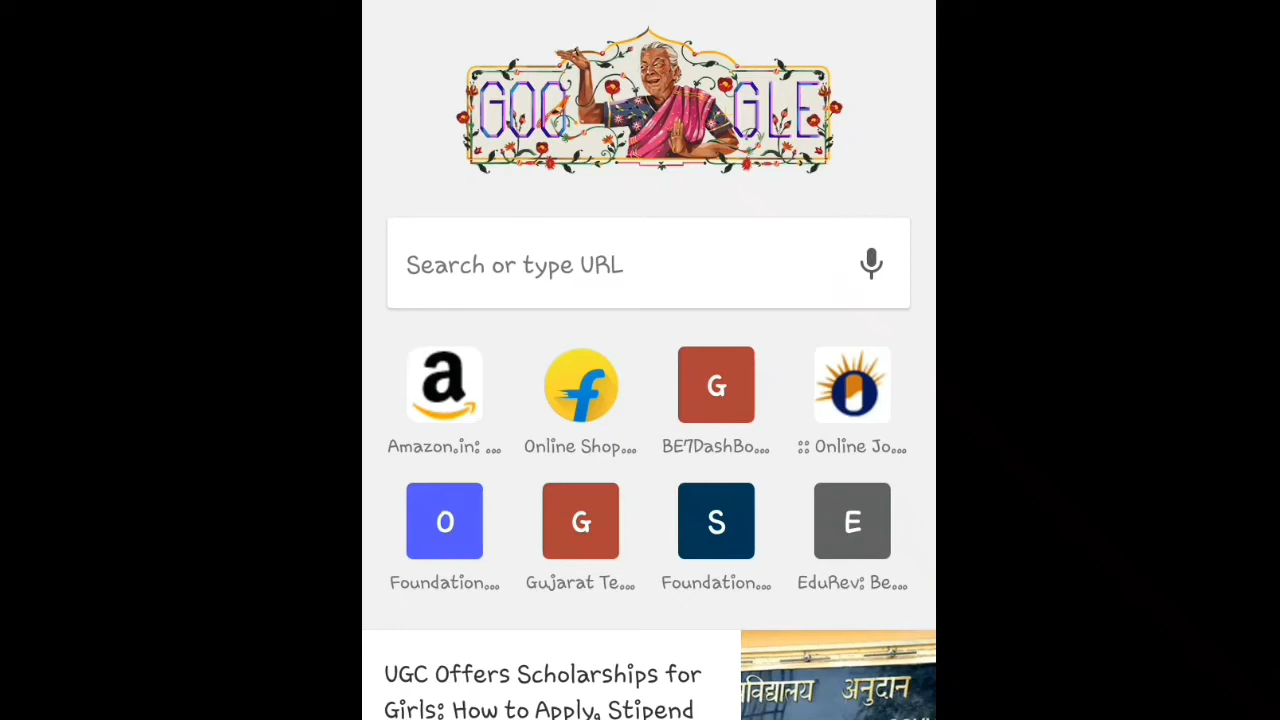 GOOGLE
Search or type URL
a
f
G
Amazon.in: ...
Online Shop...
BE7DashBo...
:: Online Jo...
O
G
S
E
Foundation...
Gujarat Te...
Foundation...
EduRev: Be...
UGC Offers Scholarships for
Girls: How to Apply, Stipend
अनुदान